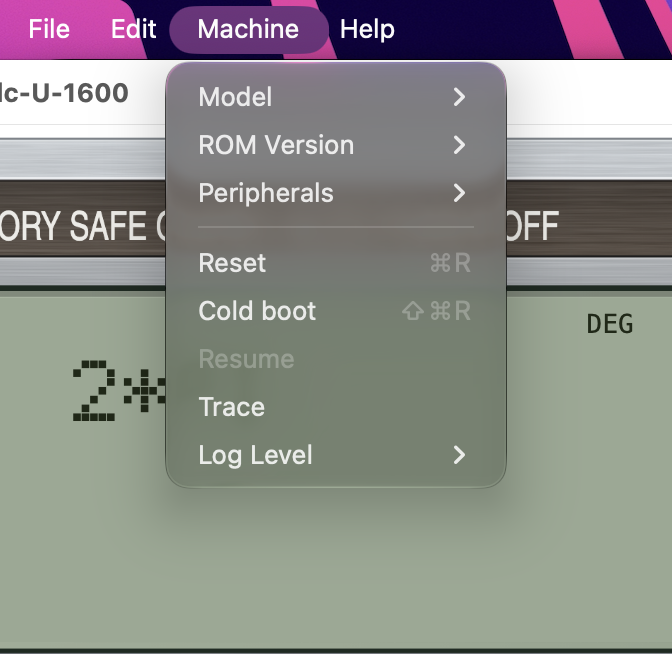 File Edit Machine Help
lc-U-1600
Model
ROM Version
Peripherals
ORY SAFE OFF
Reset ⌘R
Cold boot ⇧⌘R
DEG
Resume
2*
Trace
Log Level